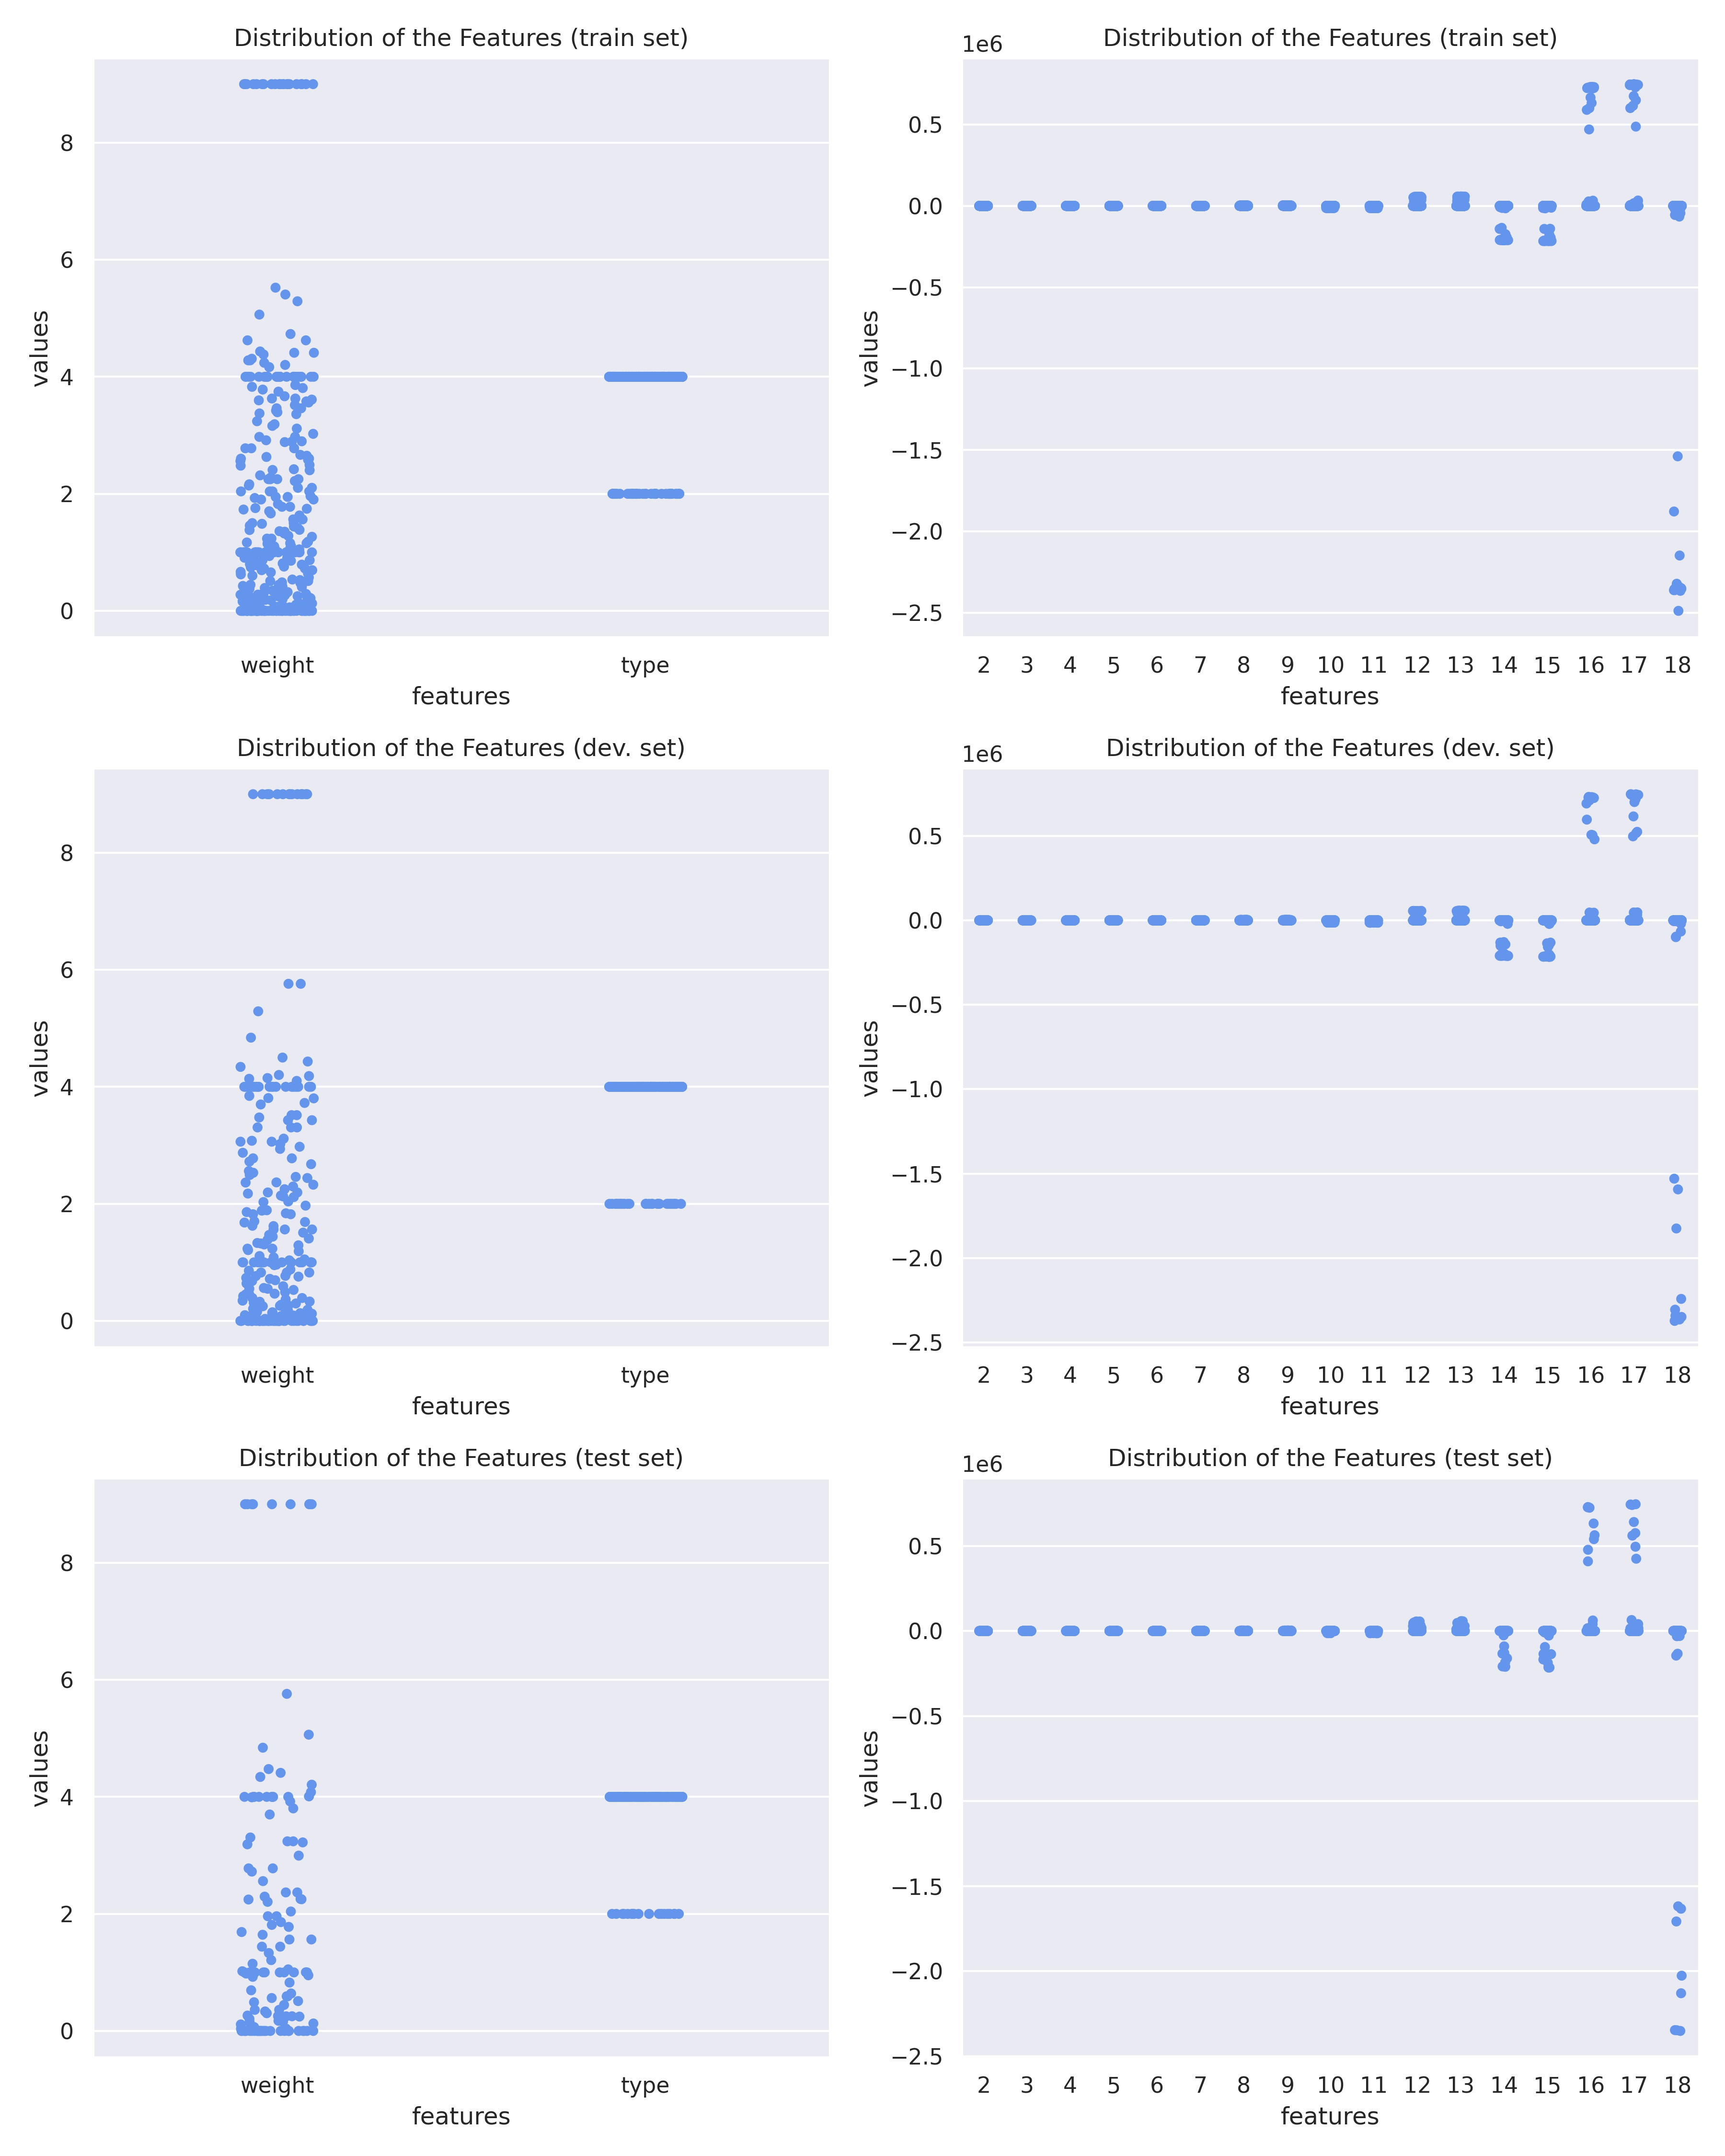 Distribution of the Features (train set)
values
8
6
4
2
0
weight type
features
Distribution of the Features (train set)
1e6
values
0.5
0.0
−0.5
−1.0
−1.5
−2.0
−2.5
2 3 4 5 6 7 8 9 10 11 12 13 14 15 16 17 18
features
Distribution of the Features (dev. set)
values
8
6
4
2
0
weight type
features
Distribution of the Features (dev. set)
1e6
values
0.5
0.0
−0.5
−1.0
−1.5
−2.0
−2.5
2 3 4 5 6 7 8 9 10 11 12 13 14 15 16 17 18
features
Distribution of the Features (test set)
values
8
6
4
2
0
weight type
features
Distribution of the Features (test set)
1e6
values
0.5
0.0
−0.5
−1.0
−1.5
−2.0
−2.5
2 3 4 5 6 7 8 9 10 11 12 13 14 15 16 17 18
features